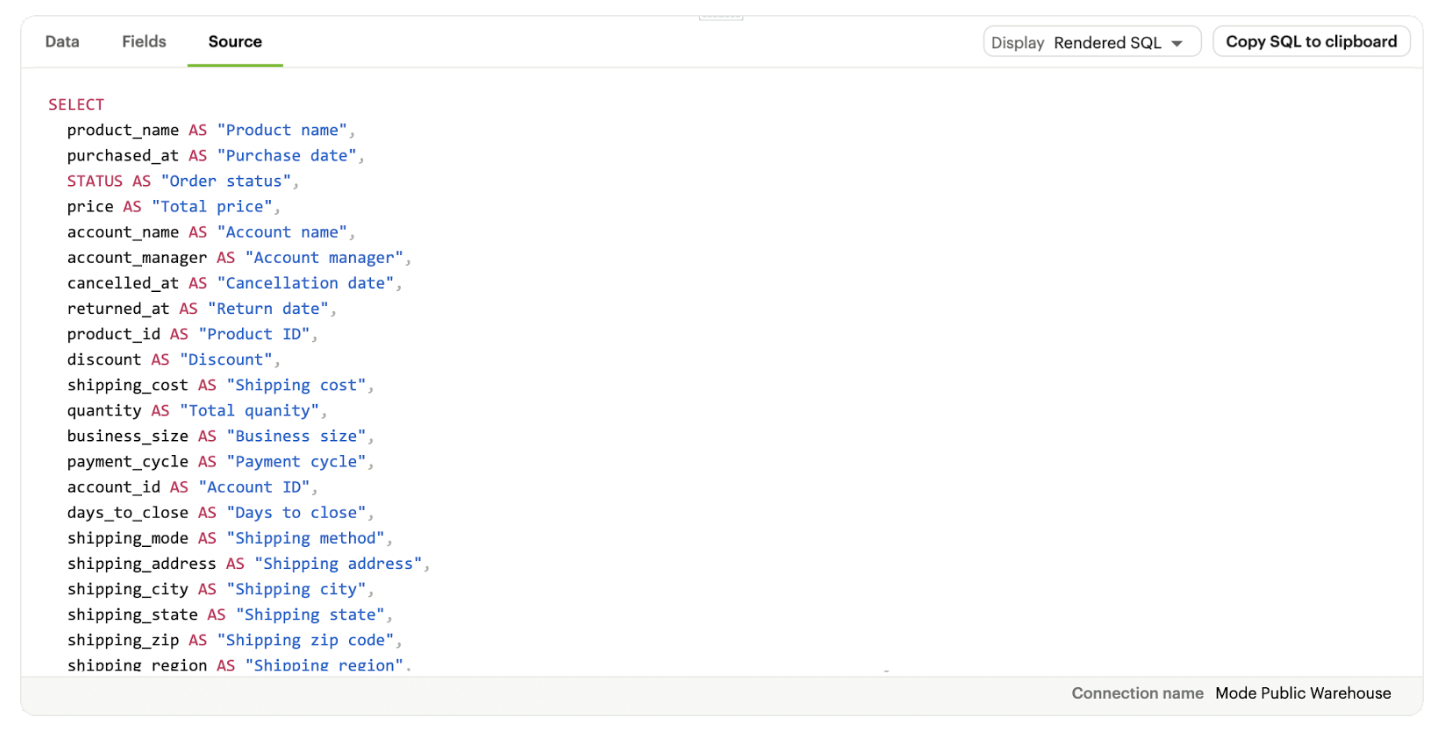 Data Fields Source Display Rendered SQL Copy SQL to clipboard
SELECT
product_name AS "Product name",
purchased_at AS "Purchase date",
STATUS AS "Order status",
price AS "Total price",
account_name AS "Account name",
account_manager AS "Account manager",
cancelled_at AS "Cancellation date",
returned_at AS "Return date",
product_id AS "Product ID",
discount AS "Discount",
shipping_cost AS "Shipping cost",
quantity AS "Total quanity",
business_size AS "Business size",
payment_cycle AS "Payment cycle",
account_id AS "Account ID",
days_to_close AS "Days to close",
shipping_mode AS "Shipping method",
shipping_address AS "Shipping address",
shipping_city AS "Shipping city",
shipping_state AS "Shipping state",
shipping_zip AS "Shipping zip code",
shipping_region AS "Shipping region",
Connection name Mode Public Warehouse